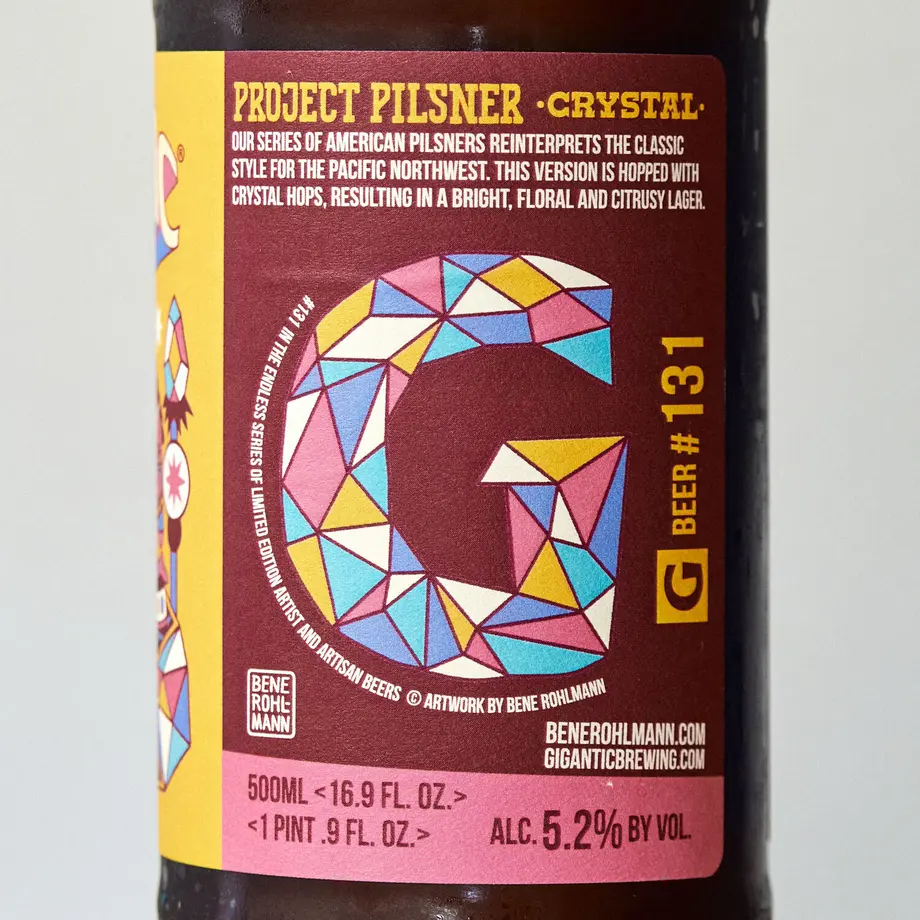 PROJECT PILSNER ·CRYSTAL·
OUR SERIES OF AMERICAN PILSNERS REINTERPRETS THE CLASSIC
STYLE FOR THE PACIFIC NORTHWEST. THIS VERSION IS HOPPED WITH
CRYSTAL HOPS, RESULTING IN A BRIGHT, FLORAL AND CITRUSY LAGER.
#131 IN THE ENDLESS SERIES OF LIMITED EDITION ARTIST AND ARTISAN BEERS
© ARTWORK BY BENE ROHLMANN
G
G BEER #131
BENE
ROHL-
MANN
BENEROHLMANN.COM
GIGANTICBREWING.COM
500ML <16.9 FL. OZ.>
<1 PINT .9 FL. OZ.>
ALC. 5.2% BY VOL.